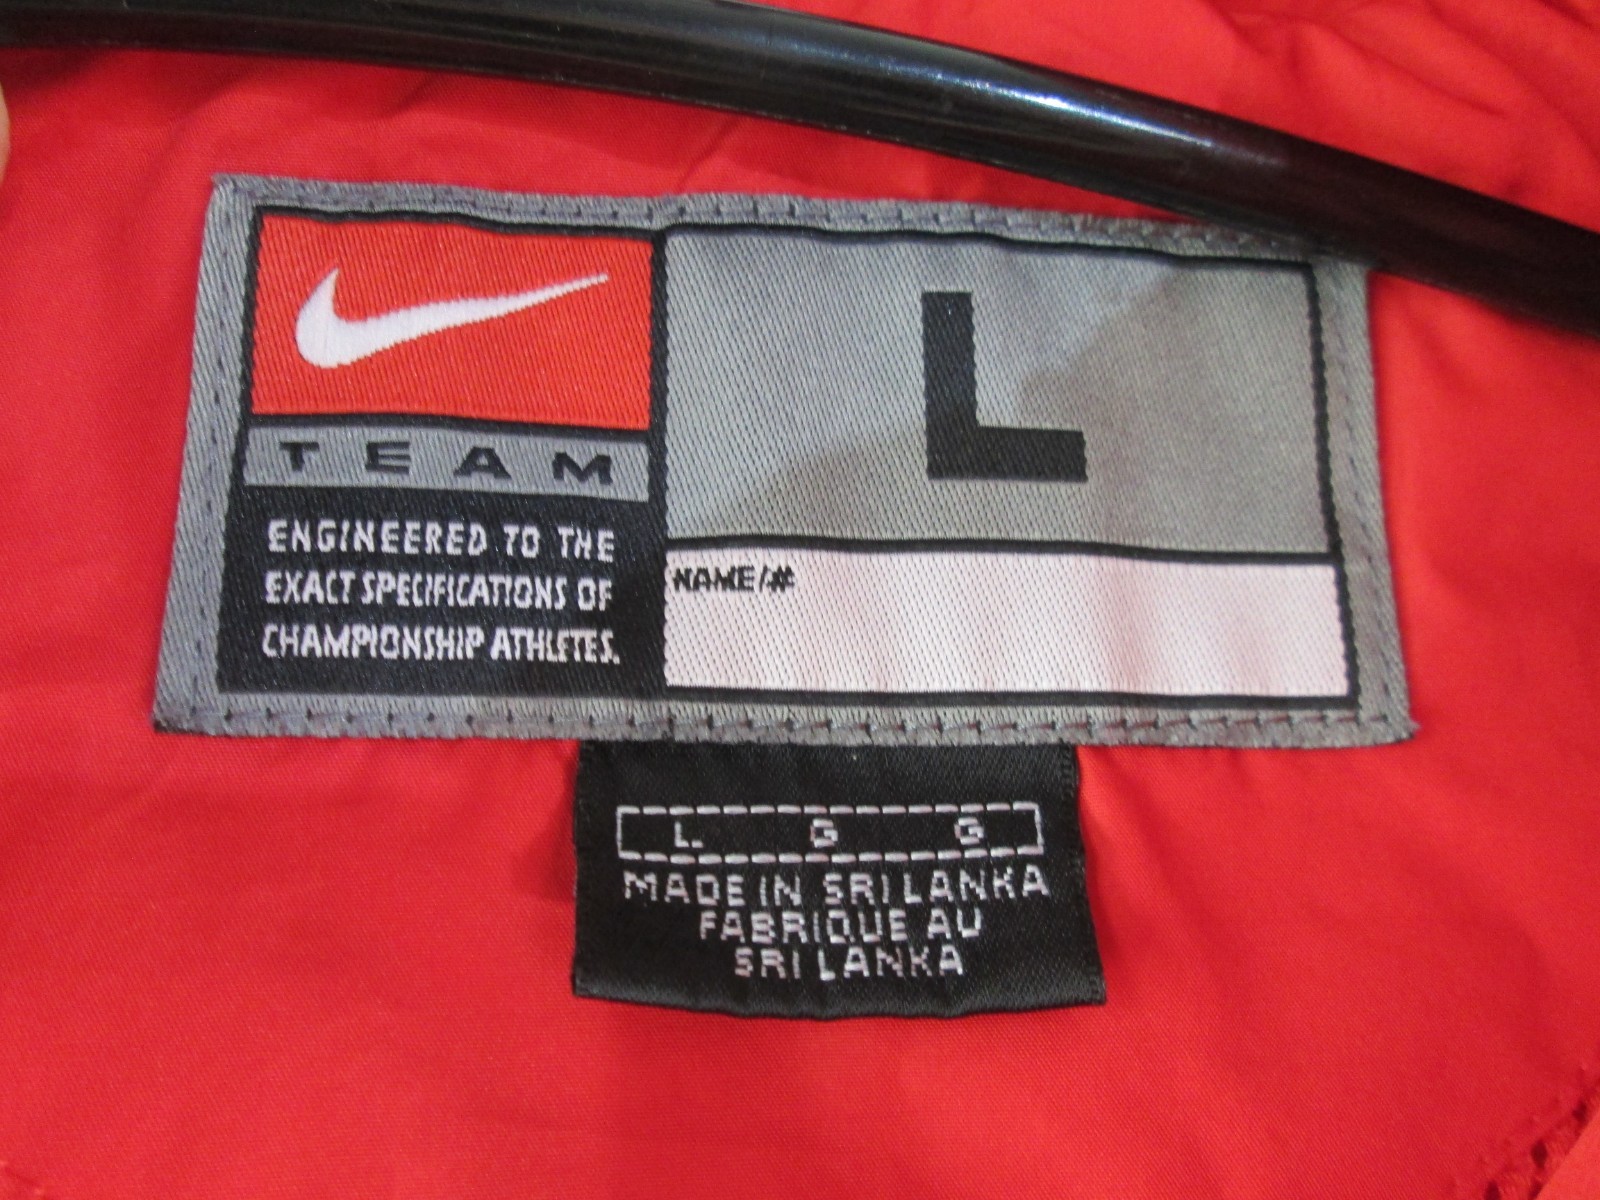 TEAM
ENGINEERED TO THE
EXACT SPECIFICATIONS OF
CHAMPIONSHIP ATHLETES.
L
NAME/#
L G G
MADE IN SRI LANKA
FABRIQUE AU
SRI LANKA